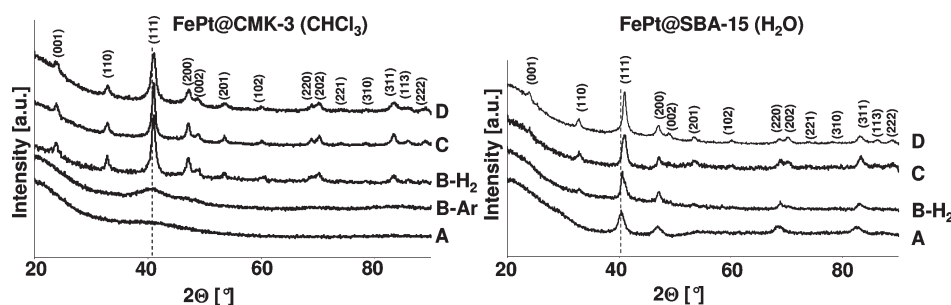 FePt@CMK-3 (CHCl3)
Intensity [a.u.]
(001)
(110)
(111)
(200)
(002)
(201)
(102)
(220)
(202)
(221)
(310)
(311)
(113)
(222)
D
C
B-H2
B-Ar
A
20 40 60 80
2Θ [°]
FePt@SBA-15 (H2O)
Intensity [a.u.]
(001)
(110)
(111)
(200)
(002)
(201)
(102)
(220)
(202)
(221)
(310)
(311)
(113)
(222)
D
C
B-H2
A
20 40 60 80
2Θ [°]